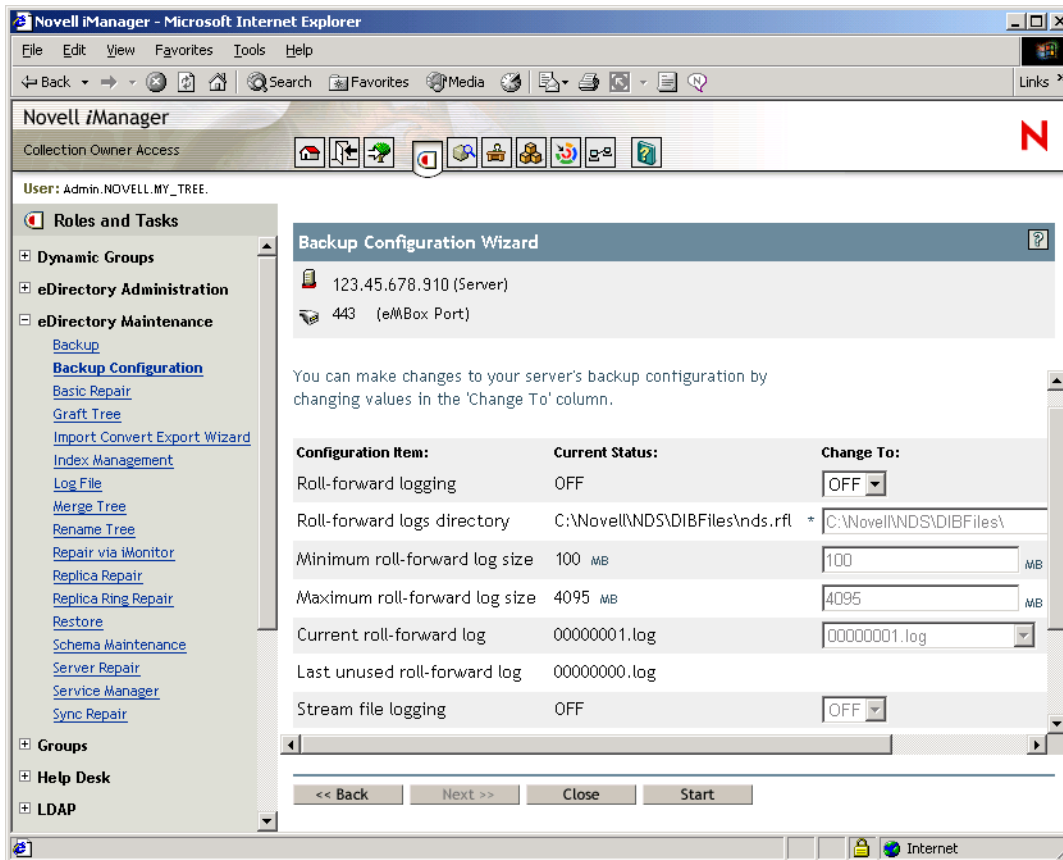 Novell iManager - Microsoft Internet Explorer
File Edit View Favorites Tools Help
Back Search Favorites Media Links
Novell iManager
Collection Owner Access
N
User: Admin.NOVELL.MY_TREE.
Roles and Tasks
Dynamic Groups
eDirectory Administration
eDirectory Maintenance
Backup
Backup Configuration
Basic Repair
Graft Tree
Import Convert Export Wizard
Index Management
Log File
Merge Tree
Rename Tree
Repair via iMonitor
Replica Repair
Replica Ring Repair
Restore
Schema Maintenance
Server Repair
Service Manager
Sync Repair
Groups
Help Desk
LDAP
Backup Configuration Wizard ?
123.45.678.910 (Server)
443 (eMBox Port)
You can make changes to your server's backup configuration by
changing values in the 'Change To' column.
Configuration Item: Current Status: Change To:
Roll-forward logging OFF OFF
Roll-forward logs directory C:\Novell\NDS\DIBFiles\nds.rfl * C:\Novell\NDS\DIBFiles\
Minimum roll-forward log size 100 MB 100 MB
Maximum roll-forward log size 4095 MB 4095 MB
Current roll-forward log 00000001.log 00000001.log
Last unused roll-forward log 00000000.log
Stream file logging OFF OFF
<< Back Next >> Close Start
Internet